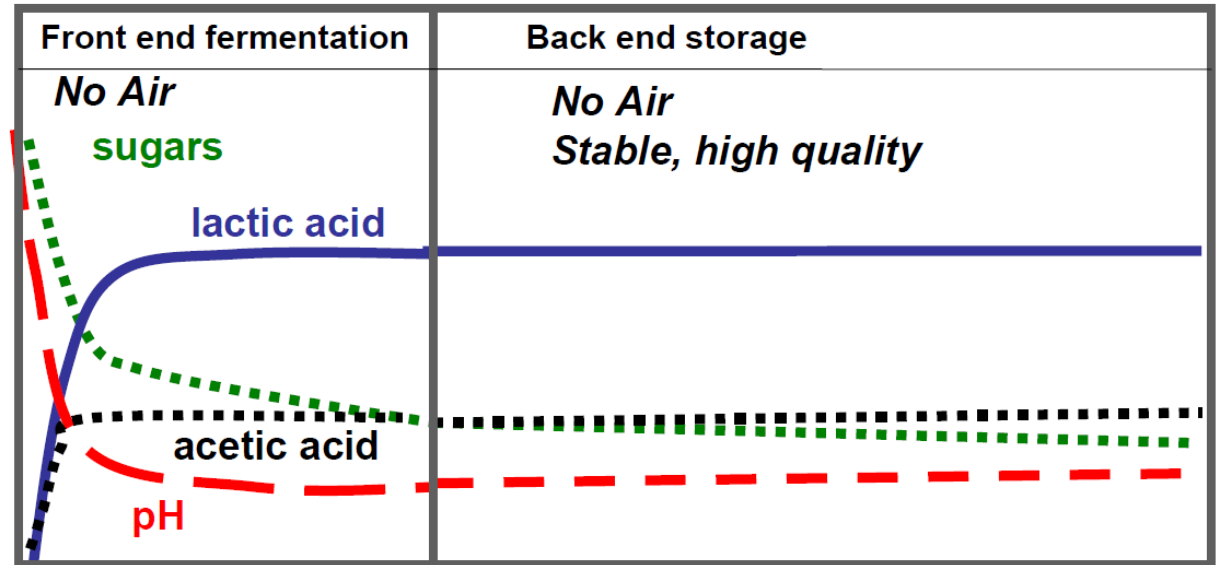 Front end fermentation
Back end storage
No Air
No Air
sugars
Stable, high quality
lactic acid
acetic acid
pH